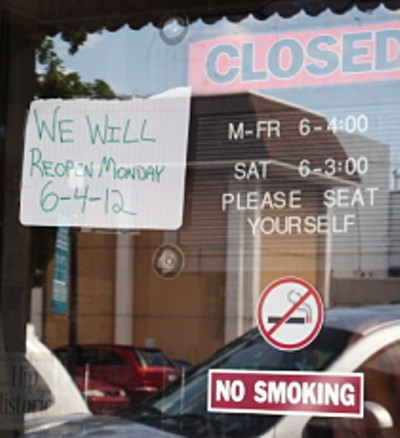 CLOSED
WE WILL
REOPEN MONDAY
6-4-12
M-FR 6-4:00
SAT 6-3:00
PLEASE SEAT
YOURSELF
NO SMOKING